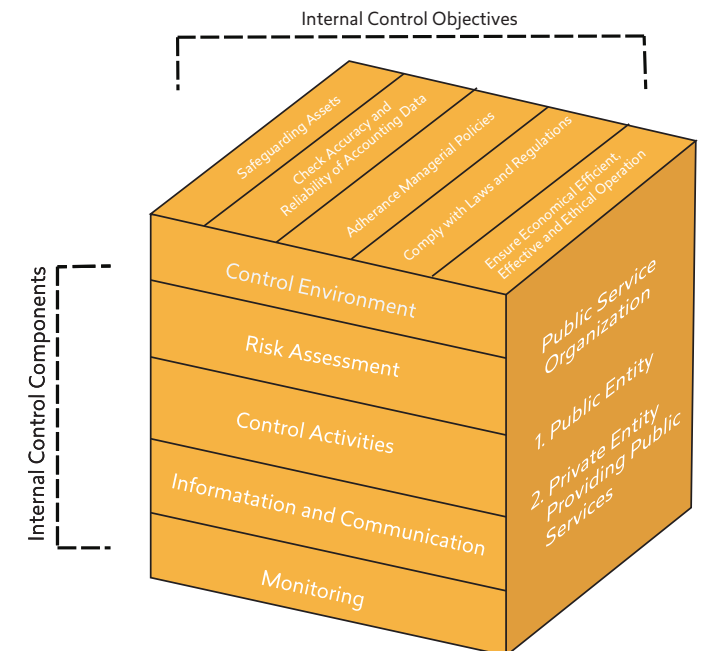 Internal Control Objectives
Safeguarding Assets
Check Accuracy and
Reliability of Accounting Data
Adherance Managerial Policies
Comply with Laws and Regulations
Ensure Economical Efficient,
Effective and Ethical Operation
Internal Control Components
Control Environment
Risk Assessment
Control Activities
Informatation and Communication
Monitoring
Public Service
Organization
1. Public Entity
2. Private Entity
Providing Public
Services